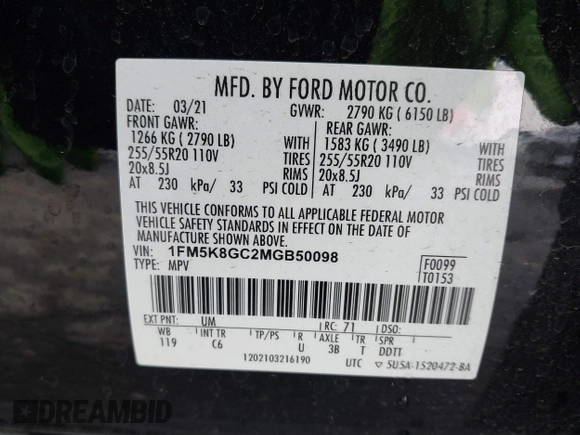 MFD. BY FORD MOTOR CO.
DATE: 03/21 GVWR: 2790 KG ( 6150 LB)
FRONT GAWR: REAR GAWR:
1266 KG ( 2790 LB) WITH 1583 KG ( 3490 LB) WITH
255/55R20 110V TIRES 255/55R20 110V TIRES
20x8.5J RIMS 20x8.5J RIMS
AT 230 kPa/ 33 PSI COLD AT 230 kPa/ 33 PSI COLD
THIS VEHICLE CONFORMS TO ALL APPLICABLE FEDERAL MOTOR
VEHICLE SAFETY STANDARDS IN EFFECT ON THE DATE OF
MANUFACTURE SHOWN ABOVE.
VIN: 1FM5K8GC2MGB50098 F0099
TYPE: MPV T0153
EXT PNT: UM RC: 71 DSO:
WB INT TR TP/PS R AXLE TR SPR
119 C6 U 3B T DDTT
1202103216190 UTC ▽ SU5A-1520472-BA
DREAMBID